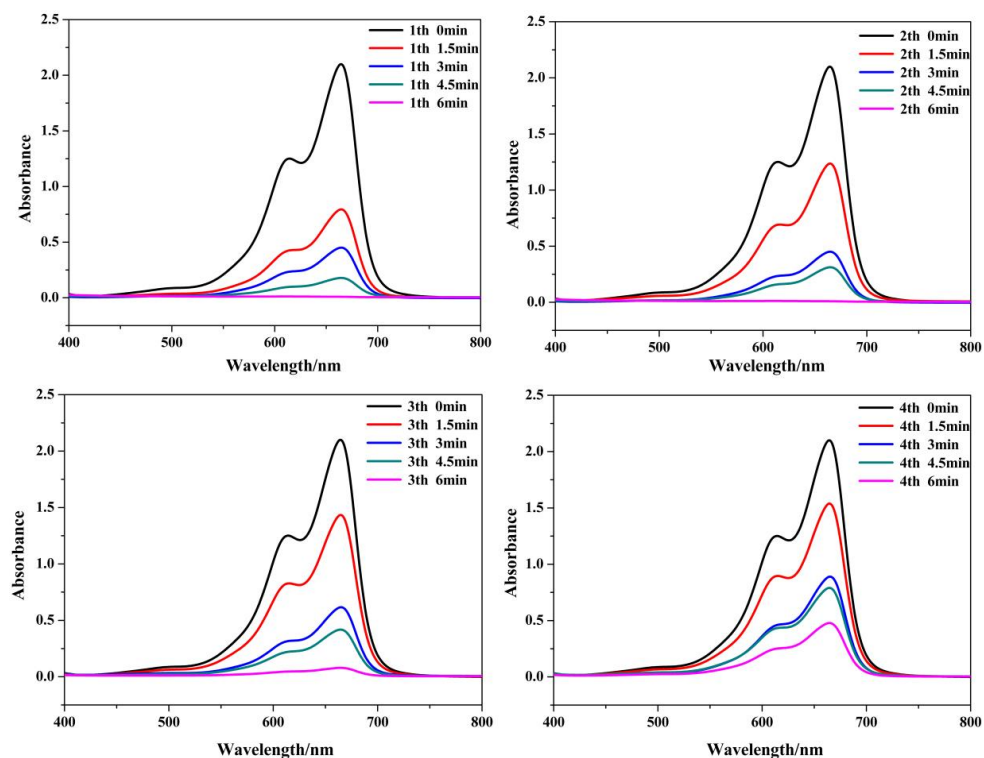 2.5
2.0
1.5
1.0
0.5
0.0
Absorbance
1th 0min
1th 1.5min
1th 3min
1th 4.5min
1th 6min
400 500 600 700 800
Wavelength/nm
2.5
2.0
1.5
1.0
0.5
0.0
Absorbance
2th 0min
2th 1.5min
2th 3min
2th 4.5min
2th 6min
400 500 600 700 800
Wavelength/nm
2.5
2.0
1.5
1.0
0.5
0.0
Absorbance
3th 0min
3th 1.5min
3th 3min
3th 4.5min
3th 6min
400 500 600 700 800
Wavelength/nm
2.5
2.0
1.5
1.0
0.5
0.0
Absorbance
4th 0min
4th 1.5min
4th 3min
4th 4.5min
4th 6min
400 500 600 700 800
Wavelength/nm